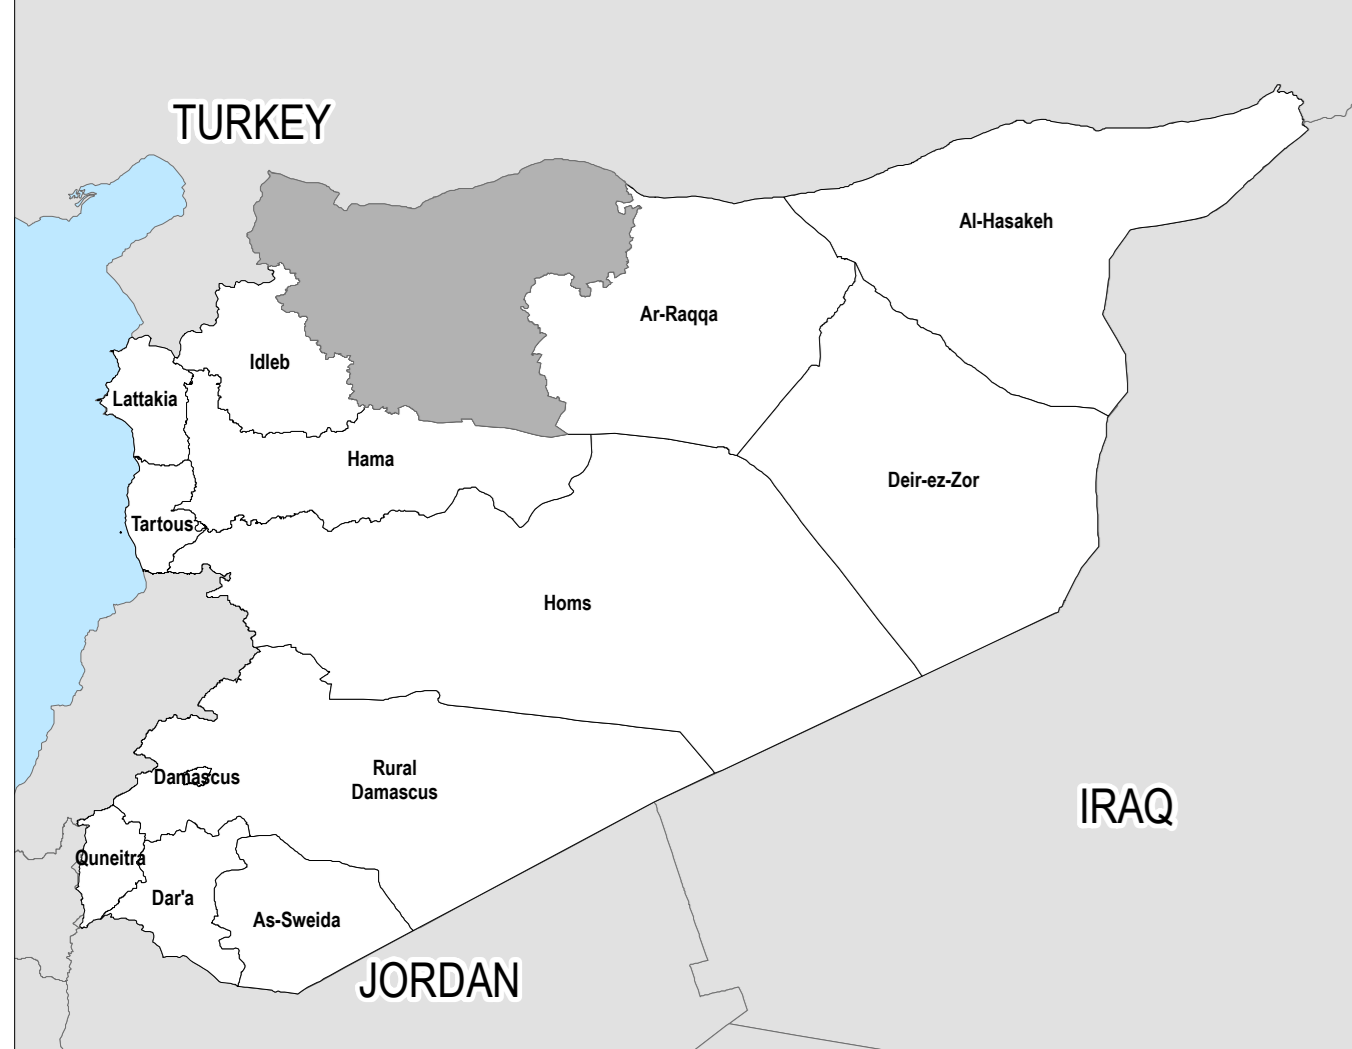 TURKEY
Al-Hasakeh
Ar-Raqqa
Idleb
Lattakia
Hama
Deir-ez-Zor
Tartous
Homs
Damascus
Rural
Damascus
IRAQ
Quneitra
Dar'a
As-Sweida
JORDAN